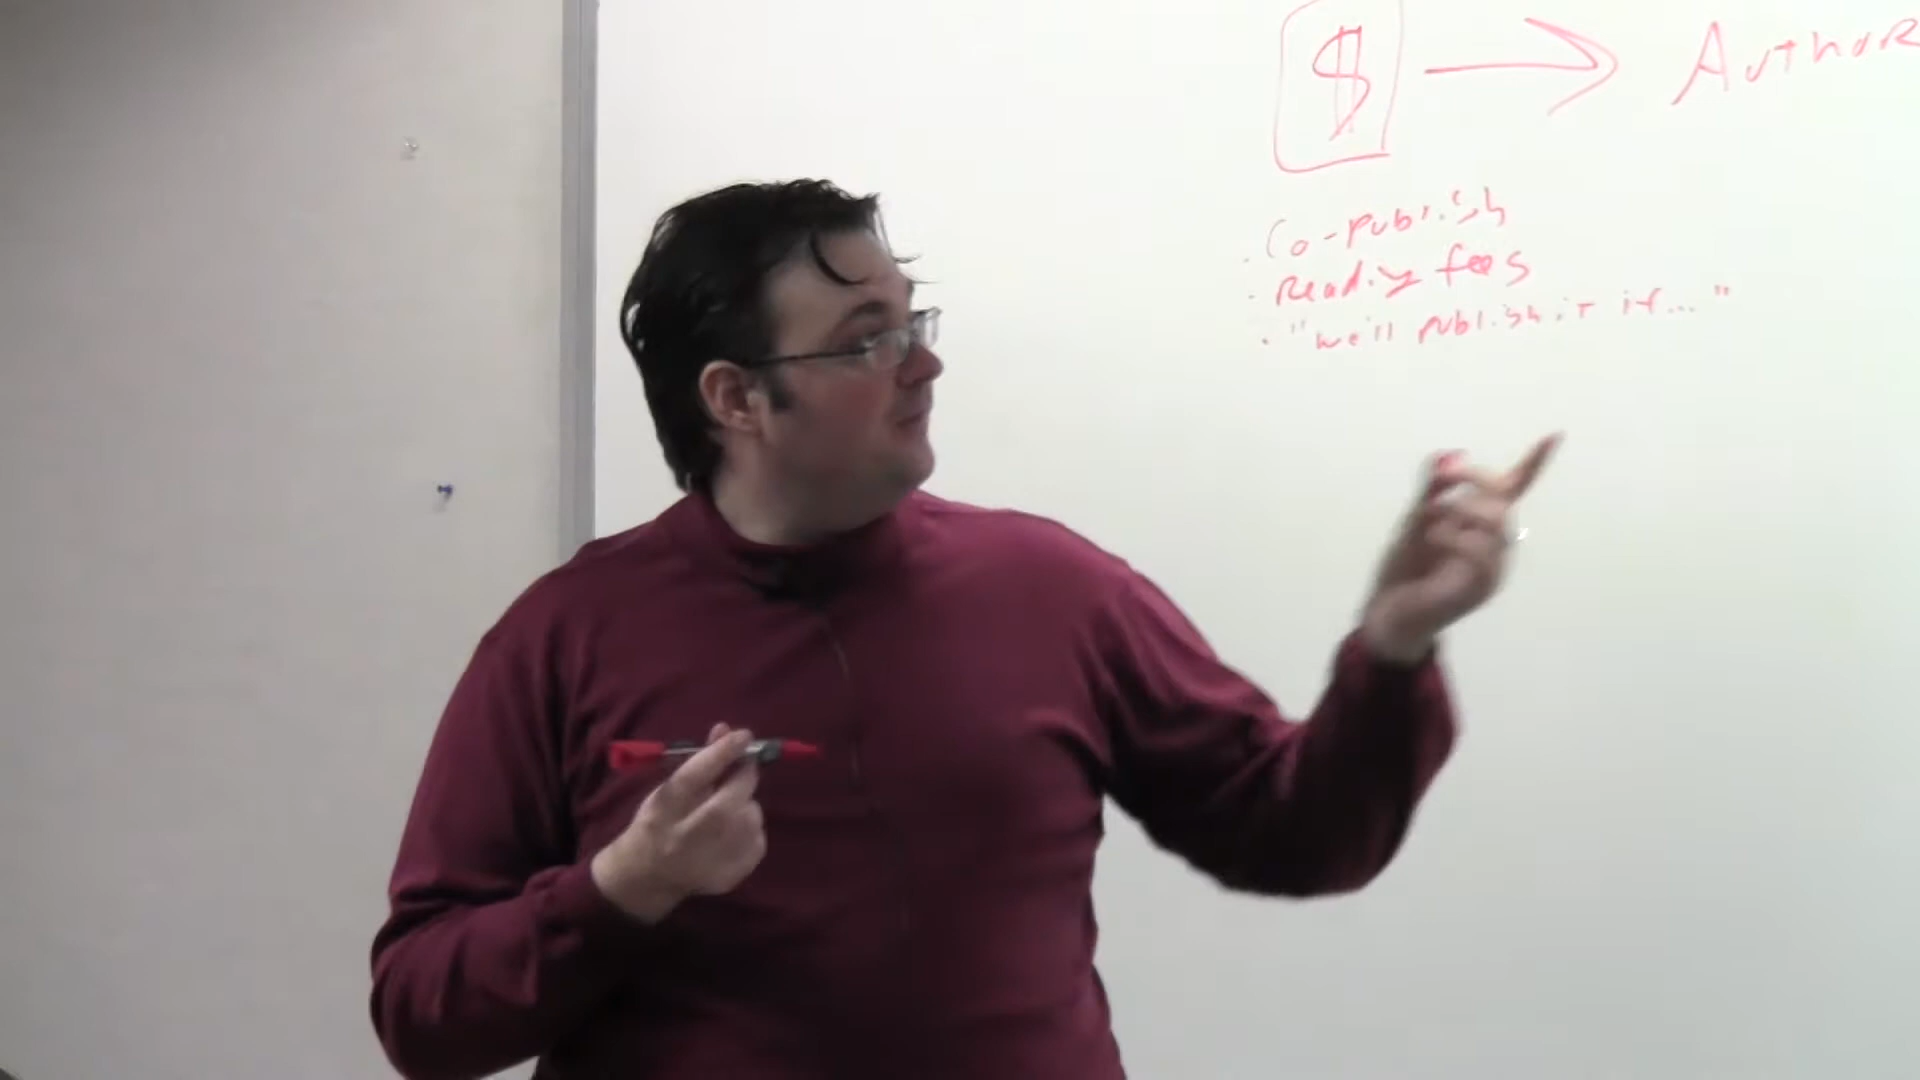 $ → Author
· Co-publish
· Reading fees
· "we'll publish it if..."